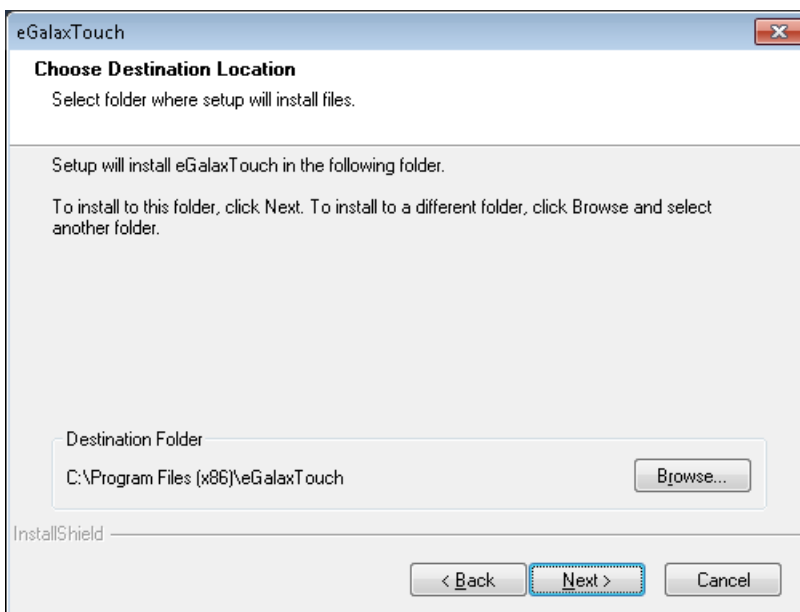 eGalaxTouch
Choose Destination Location
Select folder where setup will install files.
Setup will install eGalaxTouch in the following folder.
To install to this folder, click Next. To install to a different folder, click Browse and select
another folder.
Destination Folder
C:\Program Files (x86)\eGalaxTouch
Browse...
InstallShield
< Back
Next >
Cancel